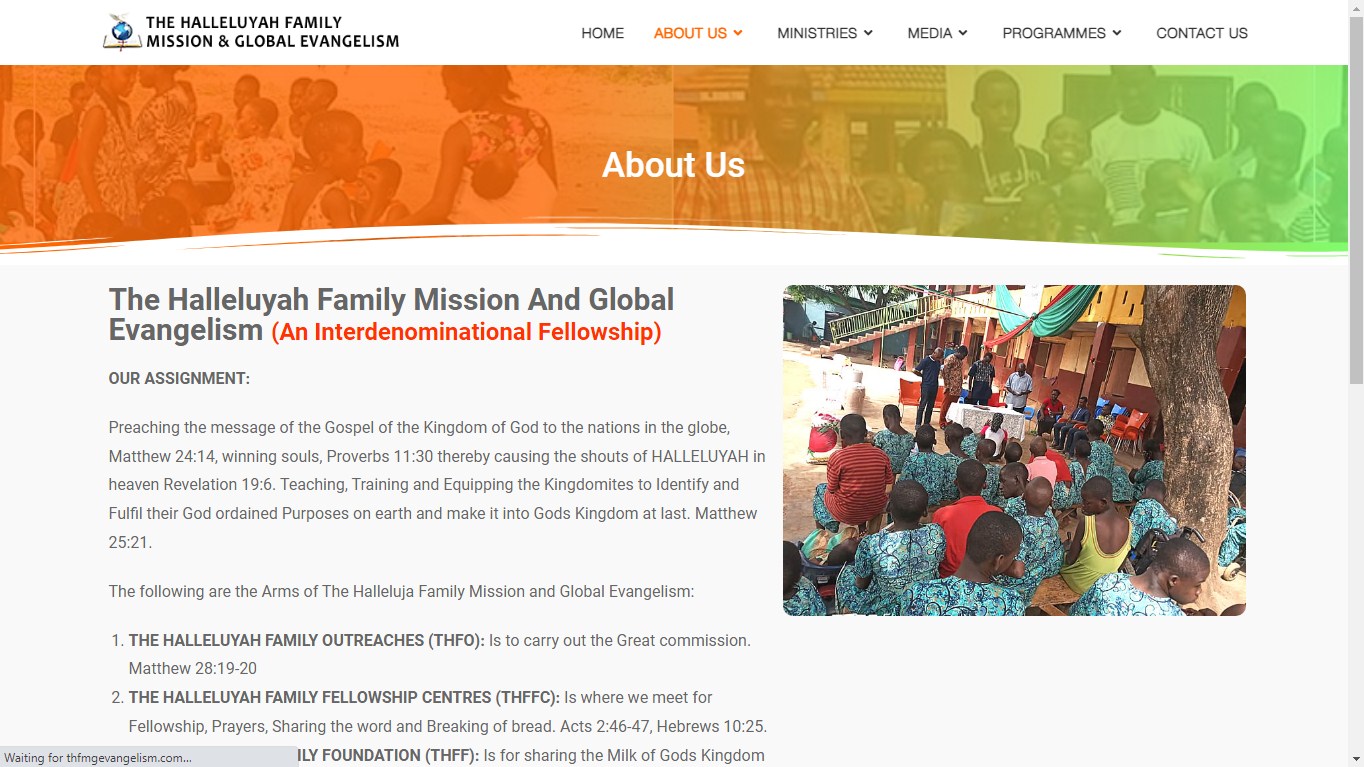 THE HALLELUYAH FAMILY
MISSION & GLOBAL EVANGELISM
HOME
ABOUT US
MINISTRIES
MEDIA
PROGRAMMES
CONTACT US
About Us
The Halleluyah Family Mission And Global
Evangelism (An Interdenominational Fellowship)
OUR ASSIGNMENT:
Preaching the message of the Gospel of the Kingdom of God to the nations in the globe,
Matthew 24:14, winning souls, Proverbs 11:30 thereby causing the shouts of HALLELUYAH in
heaven Revelation 19:6. Teaching, Training and Equipping the Kingdomites to Identify and
Fulfil their God ordained Purposes on earth and make it into Gods Kingdom at last. Matthew
25:21.
The following are the Arms of The Halleluja Family Mission and Global Evangelism:
1. THE HALLELUYAH FAMILY OUTREACHES (THFO): Is to carry out the Great commission.
Matthew 28:19-20
2. THE HALLELUYAH FAMILY FELLOWSHIP CENTRES (THFFC): Is where we meet for
Fellowship, Prayers, Sharing the word and Breaking of bread. Acts 2:46-47, Hebrews 10:25.
ILY FOUNDATION (THFF): Is for sharing the Milk of Gods Kingdom
Waiting for thfmgevangelism.com...